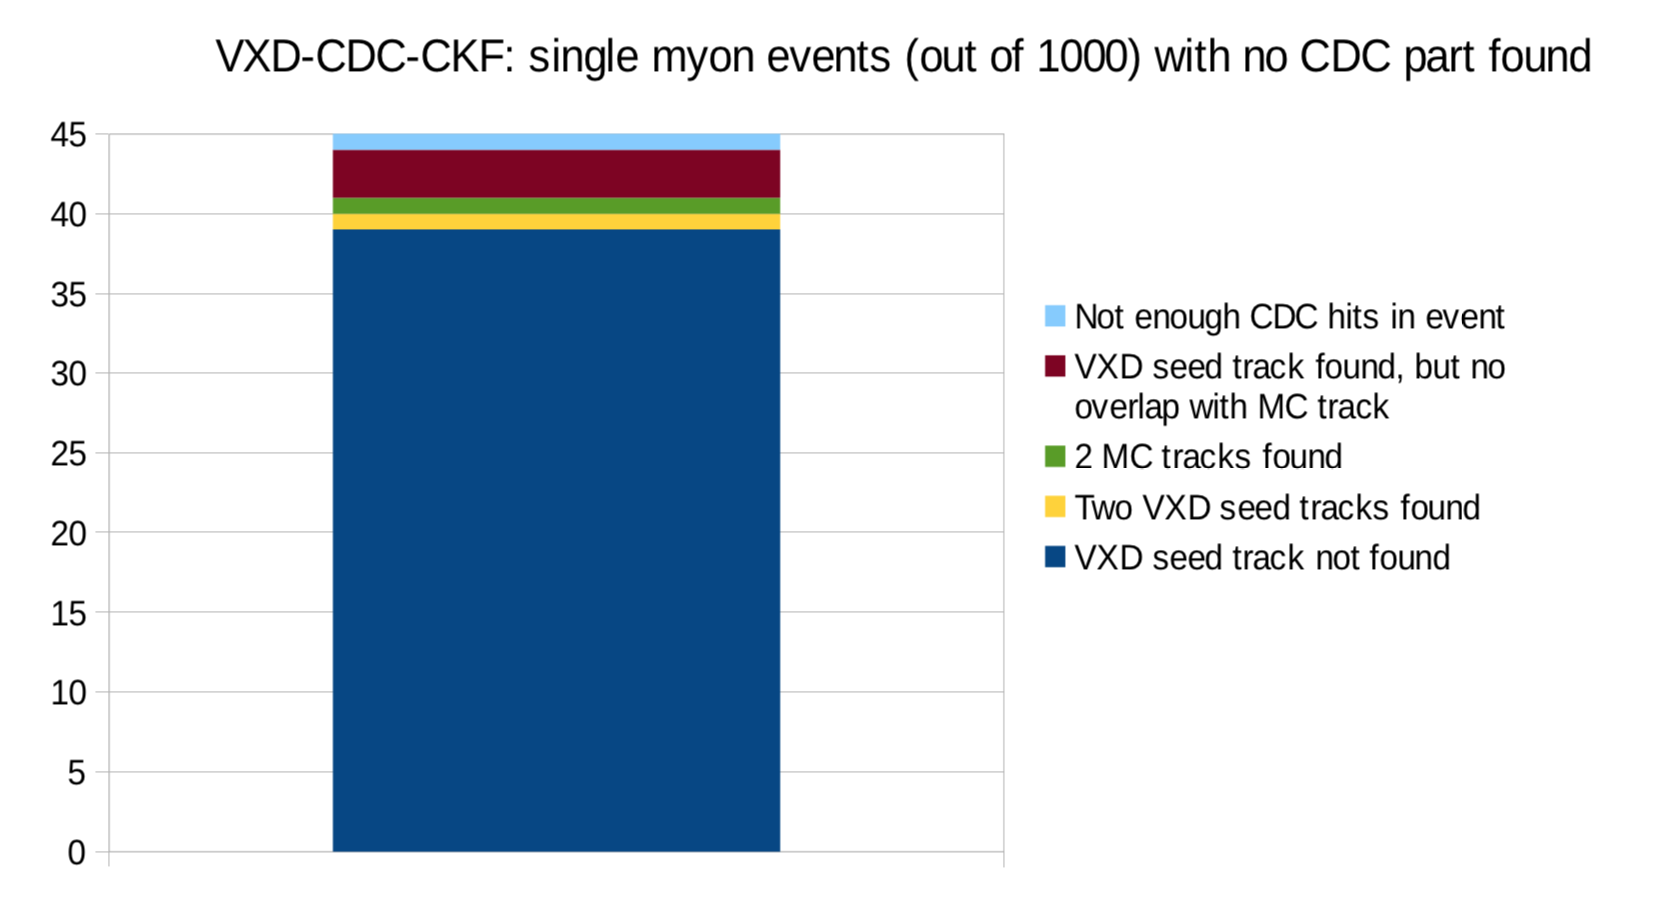 VXD-CDC-CKF: single myon events (out of 1000) with no CDC part found
45
40
35
30
25
20
15
10
5
0
Not enough CDC hits in event
VXD seed track found, but no
overlap with MC track
2 MC tracks found
Two VXD seed tracks found
VXD seed track not found